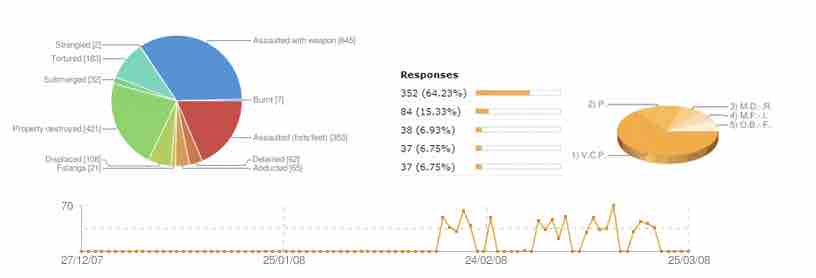 Strangled [2]
Tortured [183]
Submerged [32]
Property destroyed [421]
Displaced [108]
Falanga [21]
Assaulted with weapon [645]
Burnt [7]
Assaulted (fists/feet) [353]
Detained [62]
Abducted [65]
Responses
352 (64.23%)
84 (15.33%)
38 (6.93%)
37 (6.75%)
37 (6.75%)
2) P.
1) V.C.P.
3) M.D.-.R.
4) M.F.-.I.
5) O.B.-.F..
70
27/12/07
25/01/08
24/02/08
25/03/08